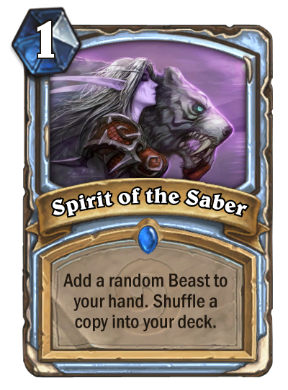 1
Spirit of the Saber
Add a random Beast to
your hand. Shuffle a
copy into your deck.